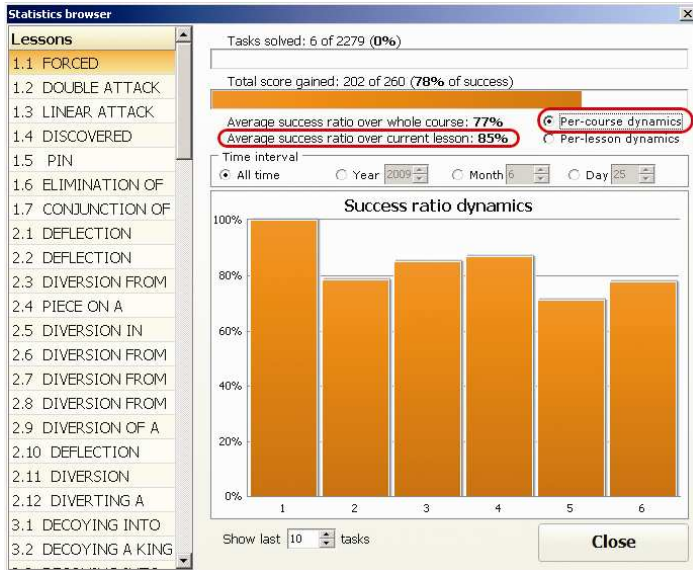 Statistics browser
Lessons
1.1 FORCED
1.2 DOUBLE ATTACK
1.3 LINEAR ATTACK
1.4 DISCOVERED
1.5 PIN
1.6 ELIMINATION OF
1.7 CONJUNCTION OF
2.1 DEFLECTION
2.2 DEFLECTION
2.3 DIVERSION FROM
2.4 PIECE ON A
2.5 DIVERSION IN
2.6 DIVERSION FROM
2.7 DIVERSION FROM
2.8 DIVERSION FROM
2.9 DIVERSION OF A
2.10 DEFLECTION
2.11 DIVERSION
2.12 DIVERTING A
3.1 DECOYING INTO
3.2 DECOYING A KING
Tasks solved: 6 of 2279 (0%)
Total score gained: 202 of 260 (78% of success)
Average success ratio over whole course: 77%
Per-course dynamics
Average success ratio over current lesson: 85%
Per-lesson dynamics
Time interval
All time Year 2009 Month 6 Day 25
Success ratio dynamics
100%
80%
60%
40%
20%
0%
1 2 3 4 5 6
Show last 10 tasks
Close